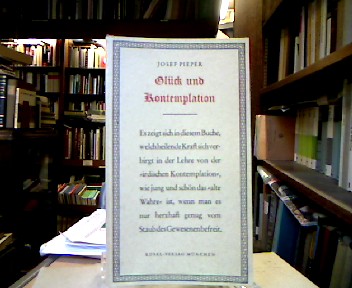 JOSEF PIEPER
Glück und
Kontemplation
Es zeigt sich in diesem Buche,
welch heilende Kraft sich ver-
birgt in der Lehre von der
»irdischen Kontemplation«,
wie jung und schön das »alte
Wahre« ist, wenn man es
nur herzhaft genug vom
Staub des Gewesenen befreit.
KÖSEL-VERLAG MÜNCHEN